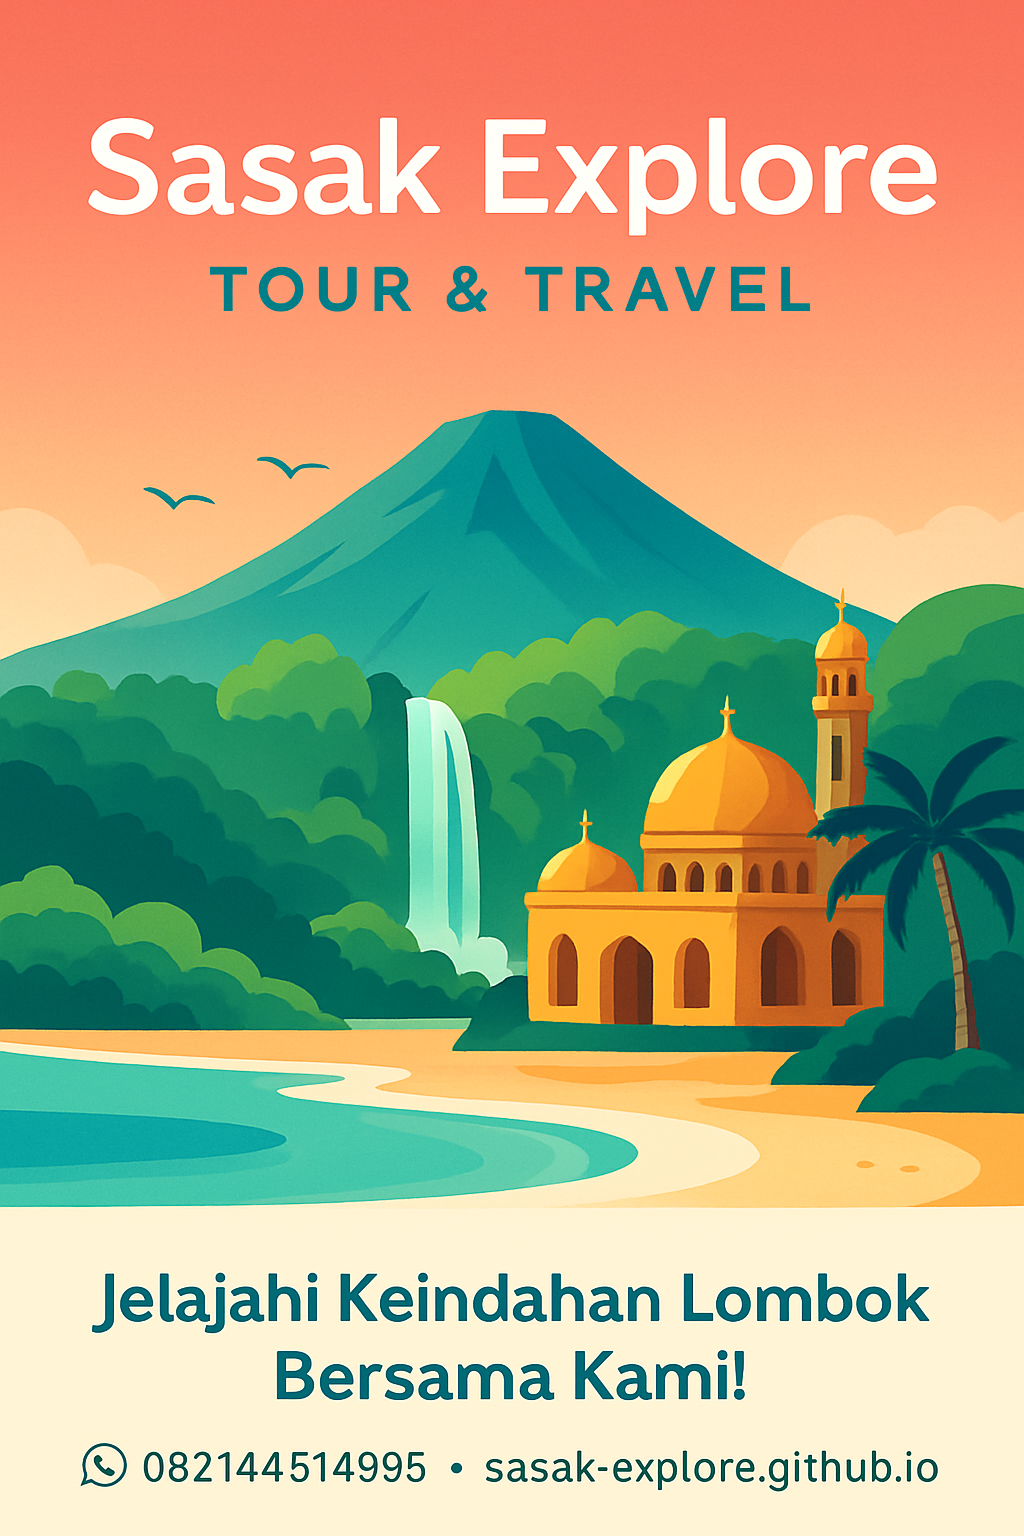 Sasak Explore
TOUR & TRAVEL
Jelajahi Keindahan Lombok
Bersama Kami!
082144514995 • sasak-explore.github.io